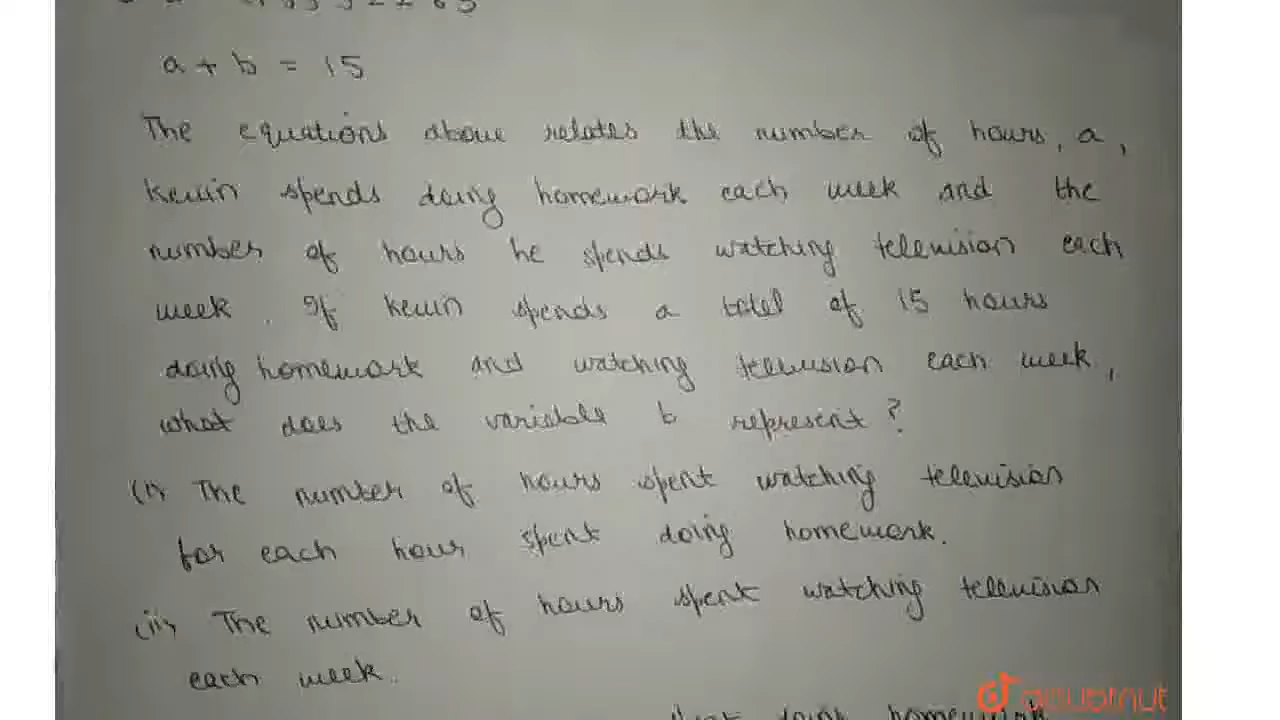 a + b = 15
The equations above relates the number of hours, a,
Kevin spends doing homework each week and the
number of hours he spends watching television each
week. If Kevin spends a total of 15 hours
doing homework and watching television each week,
what does the variable b represent?
(i) The number of hours spent watching television
for each hour spent doing homework.
(ii) The number of hours spent watching television
each week.
doing homework
doubtnut